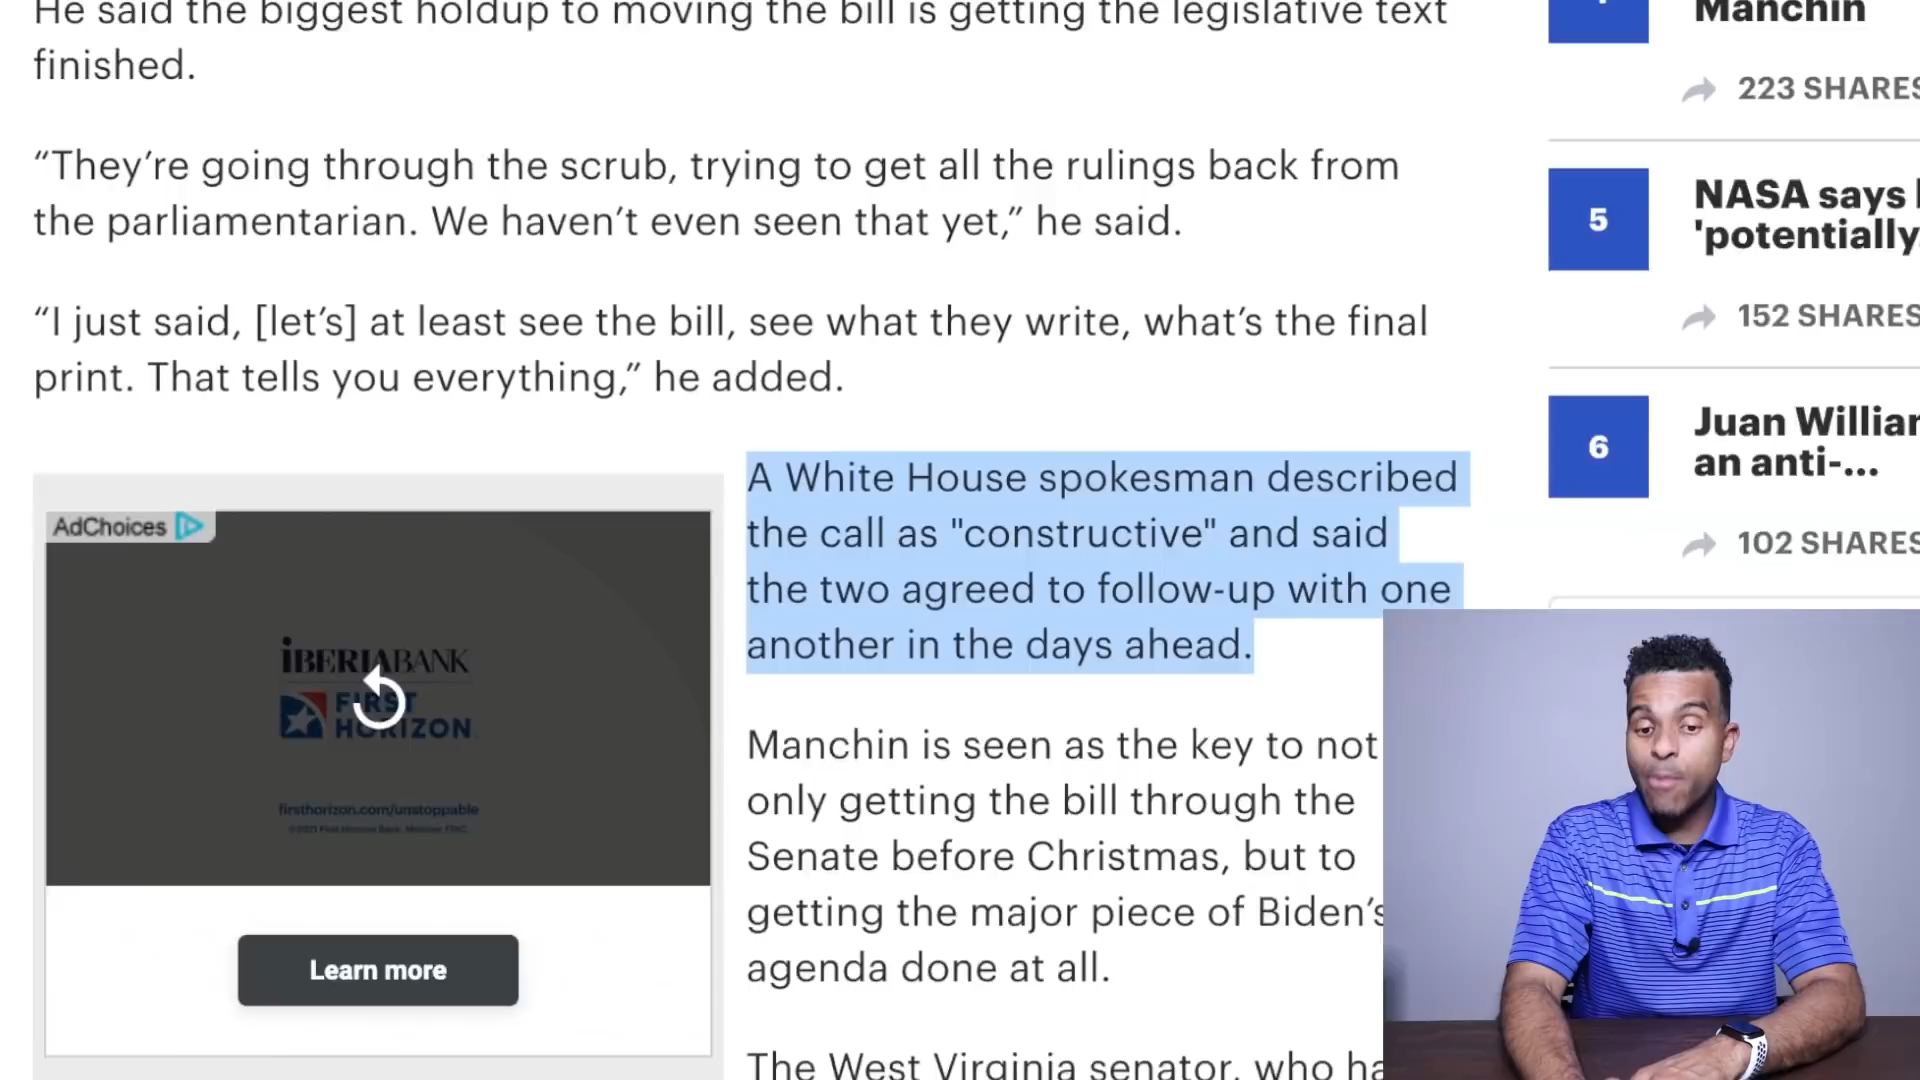 He said the biggest holdup to moving the bill is getting the legislative text
finished.
“They’re going through the scrub, trying to get all the rulings back from
the parliamentarian. We haven’t even seen that yet,” he said.
“I just said, [let’s] at least see the bill, see what they write, what’s the final
print. That tells you everything,” he added.
AdChoices
IBERIABANK
FIRST
HORIZON
firsthorizon.com/unstoppable
Learn more
A White House spokesman described
the call as "constructive" and said
the two agreed to follow-up with one
another in the days ahead.
Manchin is seen as the key to not
only getting the bill through the
Senate before Christmas, but to
getting the major piece of Biden’s
agenda done at all.
The West Virginia senator, who ha
Manchin
223 SHARES
5
NASA says
'potentially
152 SHARES
6
Juan Williar
an anti-...
102 SHARES